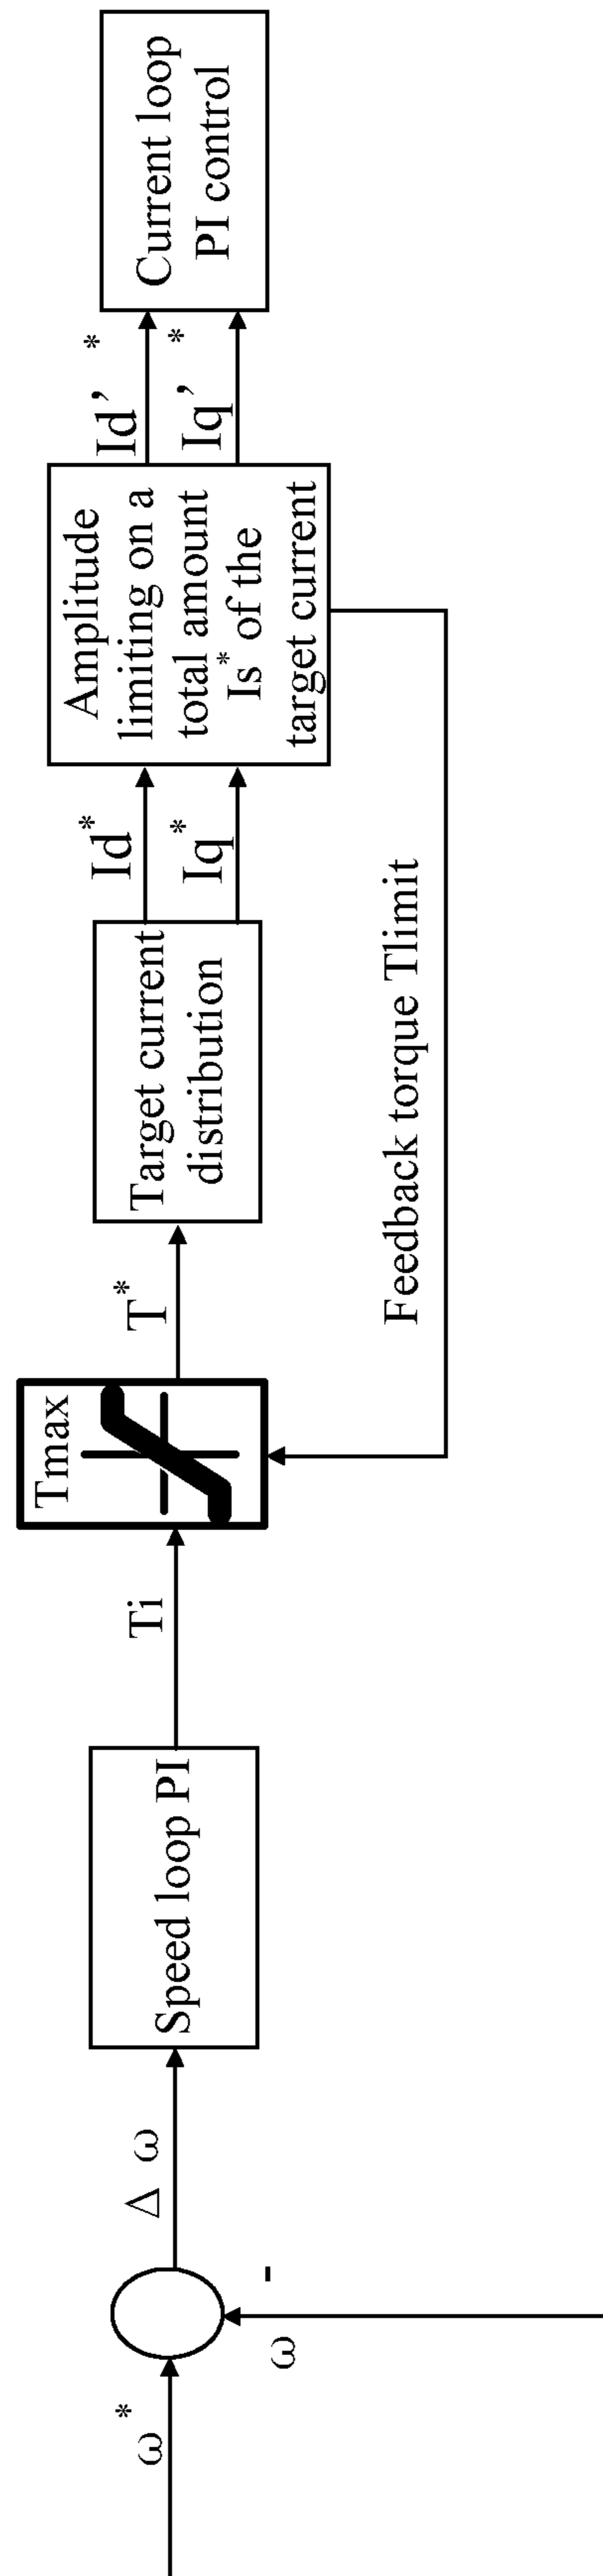 ω*
ω
-
Δ ω
Speed loop PI
Ti
Tmax
T*
Target current
distribution
Id*
Iq*
Amplitude
limiting on a
total amount
Is* of the
target current
Id’*
Iq’*
Current loop
PI control
Feedback torque Tlimit